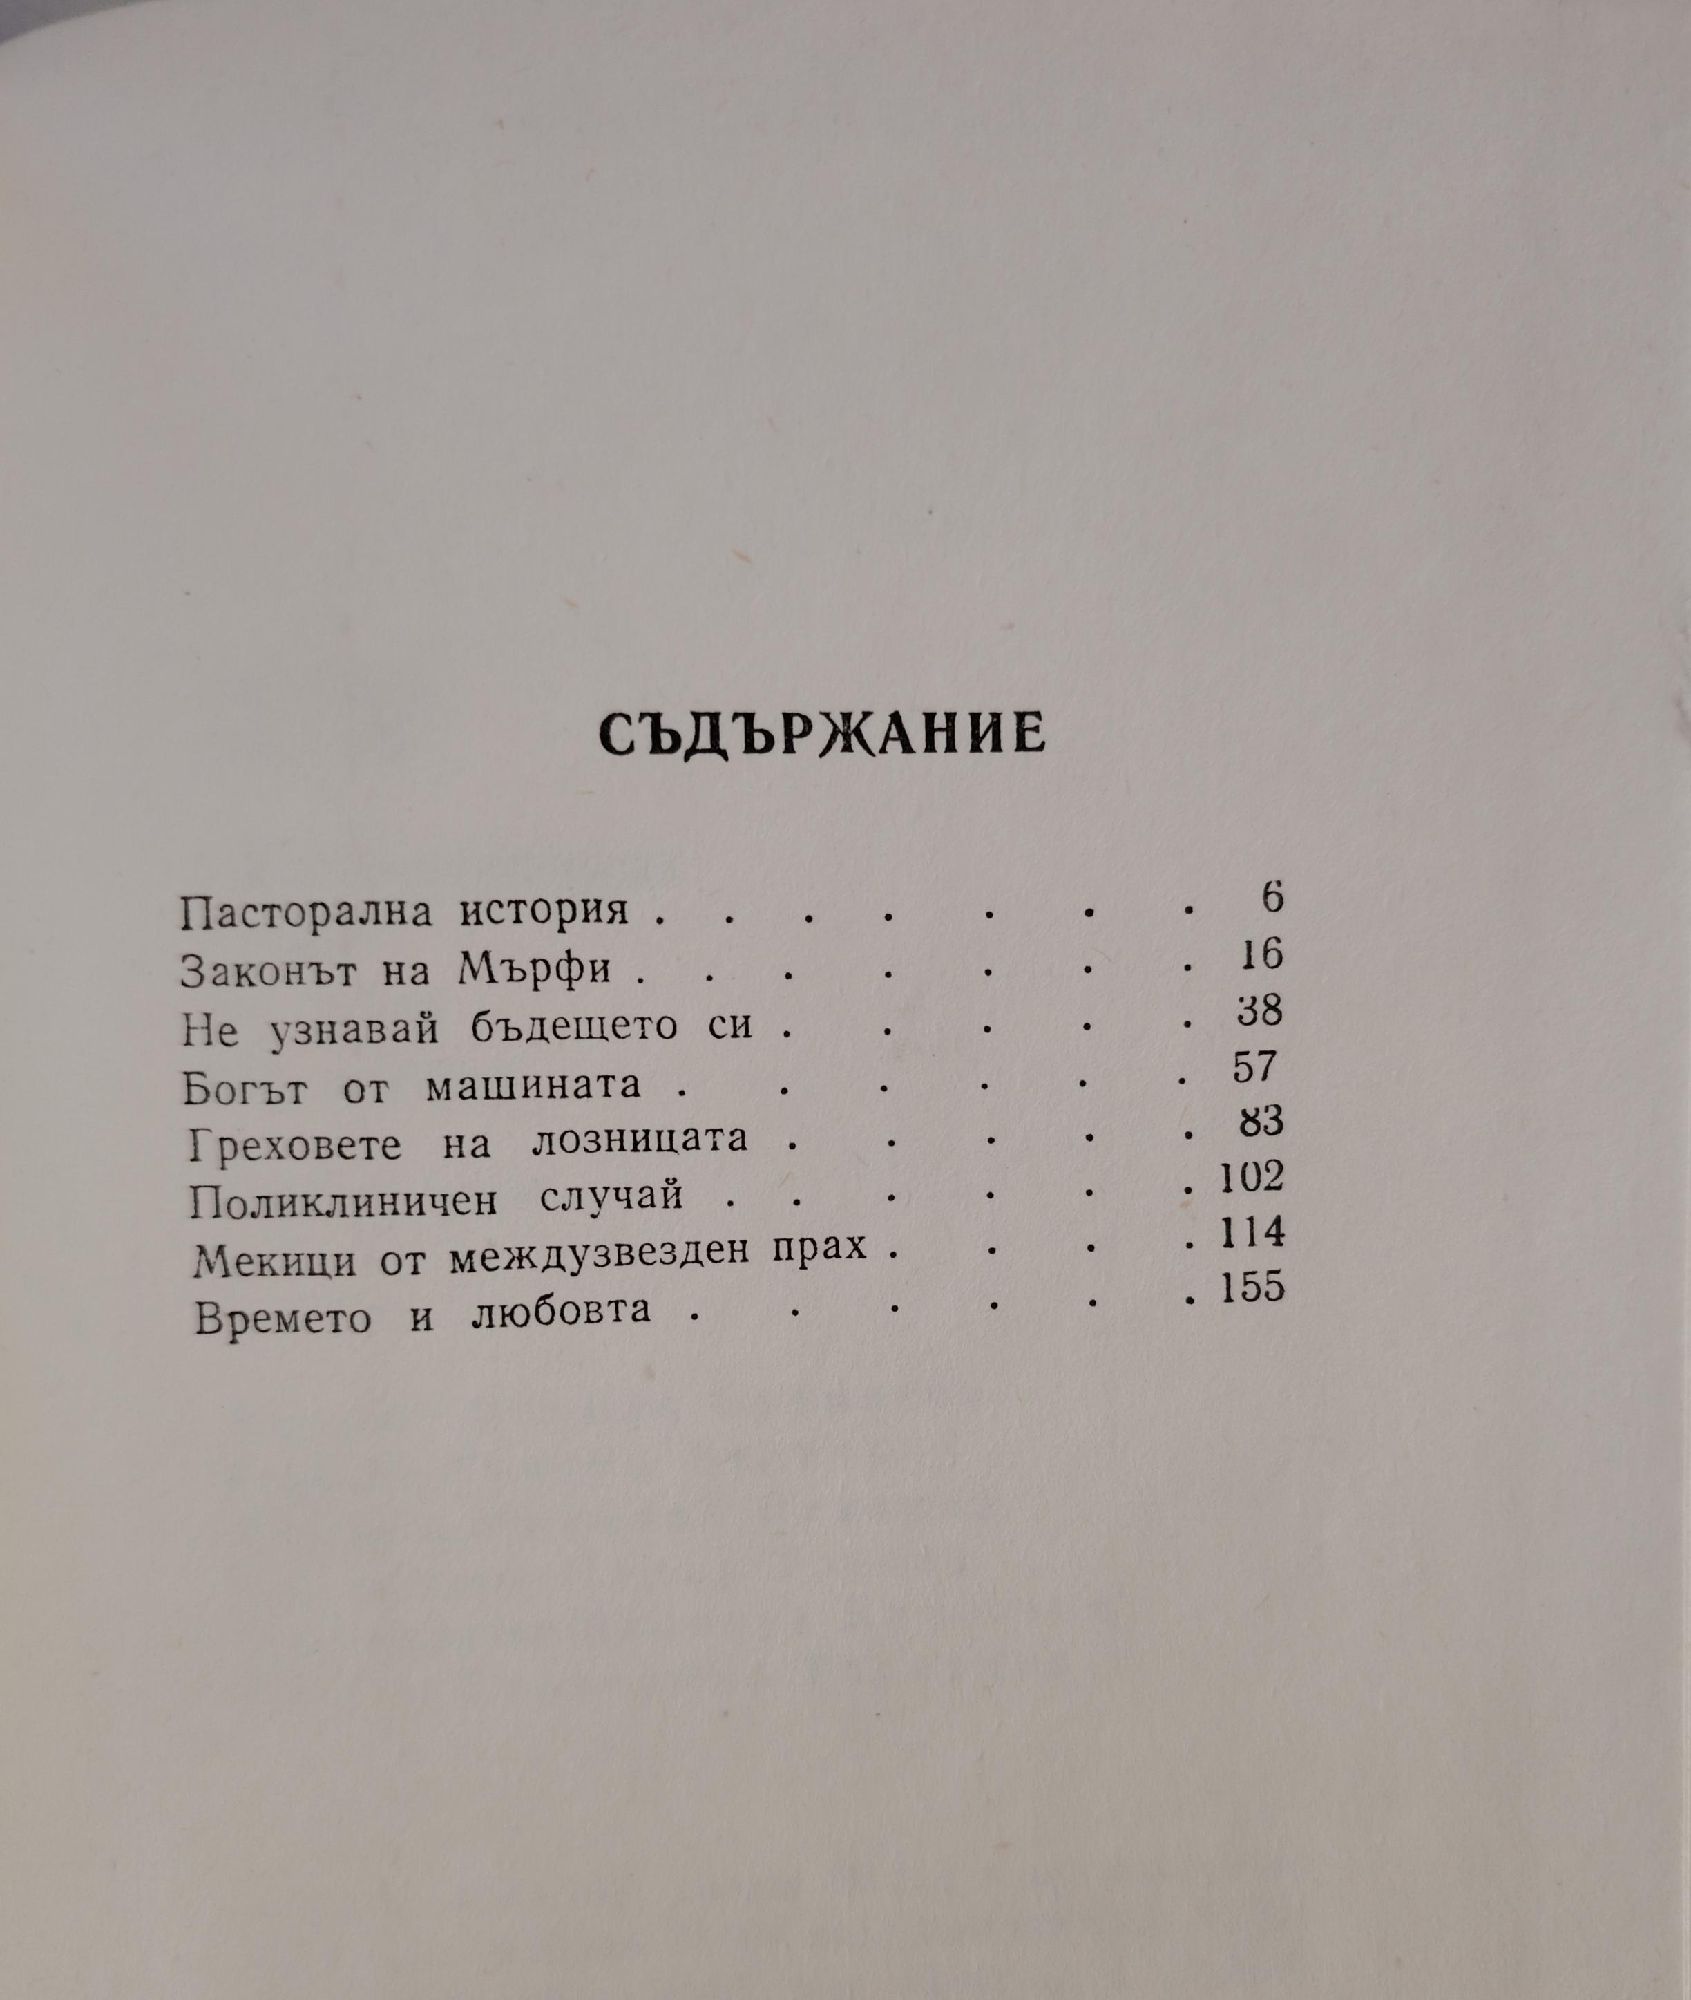 СЪДЪРЖАНИЕ
Пасторална история . . . . . . . 6
Законът на Мърфи . . . . . . . 16
Не узнавай бъдещето си . . . . . 38
Богът от машината . . . . . . 57
Греховете на лозницата . . . . . 83
Поликлиничен случай . . . . . . 102
Мекици от междузвезден прах . . . . 114
Времето и любовта . . . . . . 155